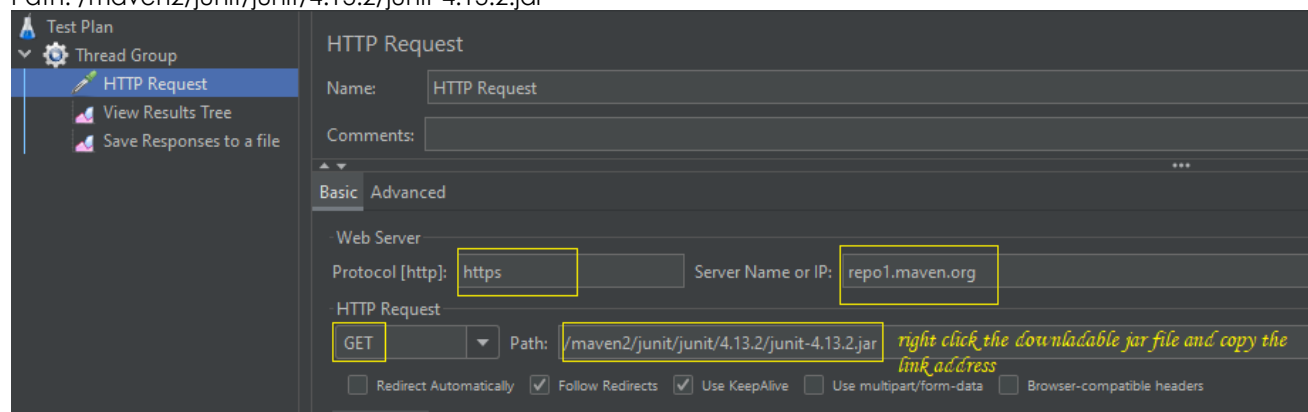 Path: /maven2/junit/junit/4.13.2/junit-4.13.2.jar
Test Plan
Thread Group
HTTP Request
View Results Tree
Save Responses to a file
HTTP Request
Name: HTTP Request
Comments:
Basic Advanced
Web Server
Protocol [http]: https Server Name or IP: repo1.maven.org
HTTP Request
GET Path: /maven2/junit/junit/4.13.2/junit-4.13.2.jar right click the downladable jar file and copy the
link address
Redirect Automatically Follow Redirects Use KeepAlive Use multipart/form-data Browser-compatible headers